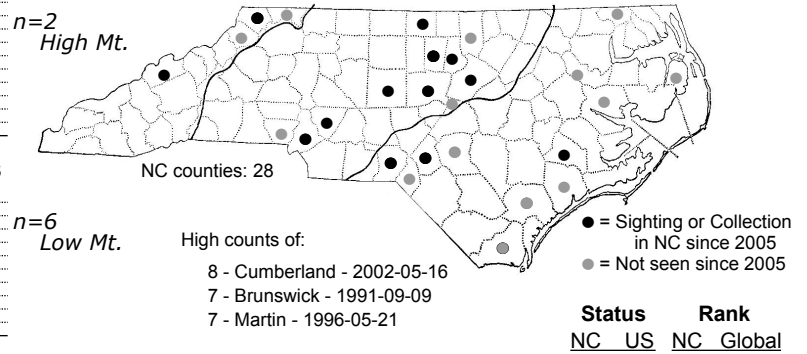 n=2
High Mt.
NC counties: 28
n=6
Low Mt.
High counts of:
8 - Cumberland - 2002-05-16
7 - Brunswick - 1991-09-09
7 - Martin - 1996-05-21
= Sighting or Collection
in NC since 2005
= Not seen since 2005
Status Rank
NC US NC Global